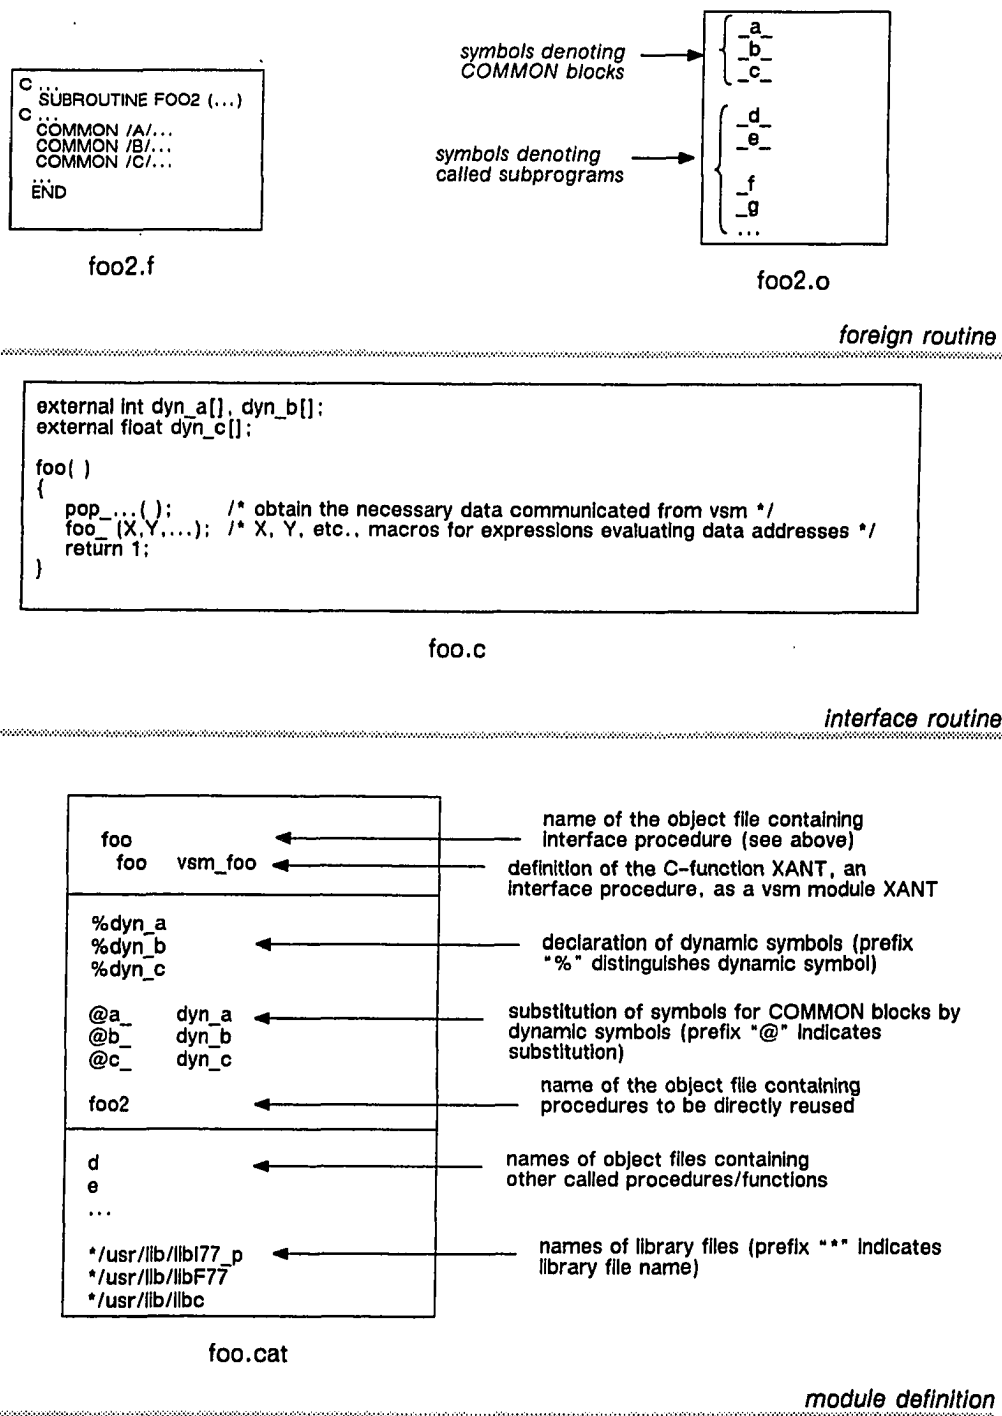 C ...
SUBROUTINE FOO2 (...)
C ...
COMMON /A/...
COMMON /B/...
COMMON /C/...
...
END
foo2.f
symbols denoting
COMMON blocks
_a_
_b_
_c_
symbols denoting
called subprograms
_d_
_e_
_f
_g
...
foo2.o
foreign routine
external int dyn_a[], dyn_b[];
external float dyn_c[];
foo( )
{
pop_...( ); /* obtain the necessary data communicated from vsm */
foo_ (X,Y,...); /* X, Y, etc., macros for expressions evaluating data addresses */
return 1;
}
foo.c
interface routine
foo
foo vsm_foo
name of the object file containing
interface procedure (see above)
definition of the C-function XANT, an
interface procedure, as a vsm module XANT
%dyn_a
%dyn_b
%dyn_c
declaration of dynamic symbols (prefix
"%" distinguishes dynamic symbol)
@a_ dyn_a
@b_ dyn_b
@c_ dyn_c
substitution of symbols for COMMON blocks by
dynamic symbols (prefix "@" indicates
substitution)
foo2
name of the object file containing
procedures to be directly reused
d
e
...
names of object files containing
other called procedures/functions
*/usr/lib/libI77_p
*/usr/lib/libF77
*/usr/lib/libc
names of library files (prefix "*" indicates
library file name)
foo.cat
module definition